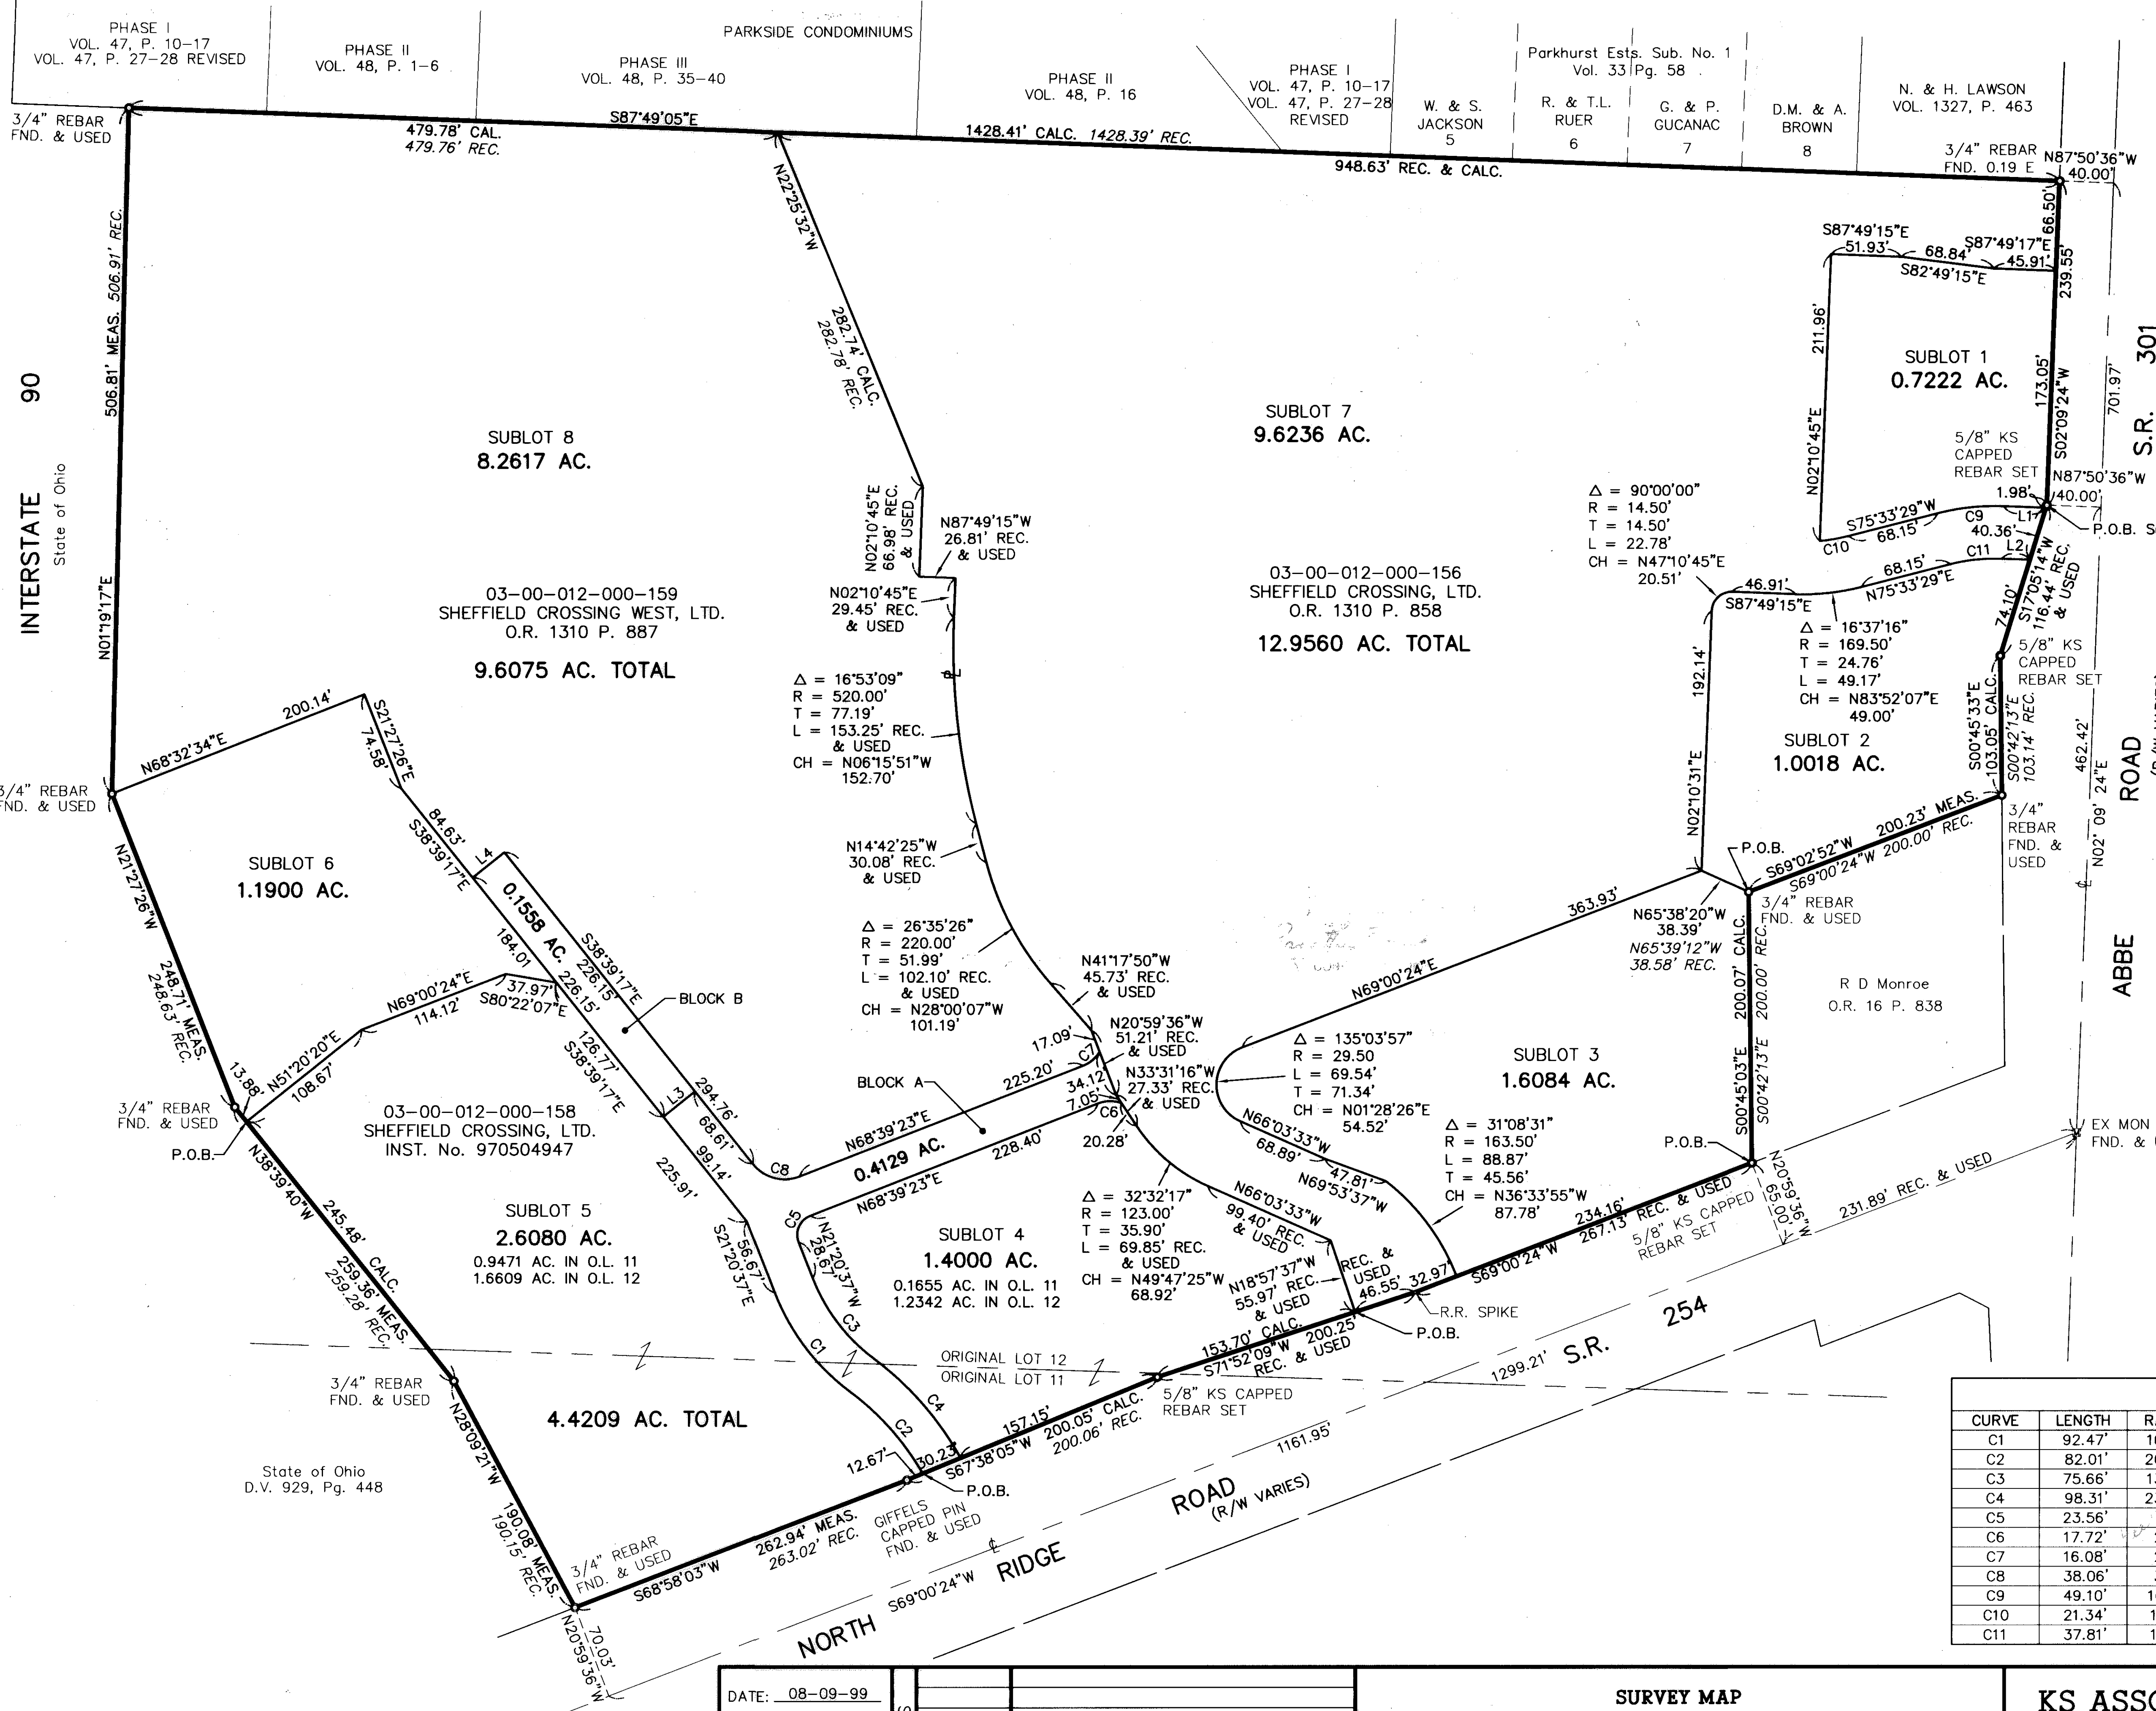 PHASE I
VOL. 47, P. 10-17
VOL. 47, P. 27-28 REVISED
PHASE II
VOL. 48, P. 1-6
PHASE III
VOL. 48, P. 35-40
PARKSIDE CONDOMINIUMS
PHASE II
VOL. 48, P. 16
PHASE I
VOL. 47, P. 10-17
VOL. 47, P. 27-28
REVISED
W. & S.
JACKSON
5
Parkhurst Ests. Sub. No. 1
Vol. 33 Pg. 58
R. & T.L.
RUER
6
G. & P.
GUCANAC
7
D.M. & A.
BROWN
8
N. & H. LAWSON
VOL. 1327, P. 463
3/4" REBAR
FND. & USED
S87°49'05"E
479.78' CAL.
479.76' REC.
1428.41' CALC. 1428.39' REC.
948.63' REC. & CALC.
3/4" REBAR
FND. 0.19 E
N87°50'36"W
40.00'
66.50'
239.55'
S87°49'15"E
51.93'
68.84'
S82°49'15"E
S87°49'17"E
45.91'
211.96'
N02°10'45"E
SUBLOT 1
0.7222 AC.
173.05'
S02°09'24"W
701.97'
S.R. 301
5/8" KS
CAPPED
REBAR SET
N87°50'36"W
40.00'
1.98'
L1
P.O.B.
40.36'
L2
S75°33'29"W
68.15'
C9
C10
68.15'
N75°33'29"E
C11
S17°05'14"W
116.44' REC.
& USED
74.10'
INTERSTATE 90
State of Ohio
506.81' MEAS. 506.91' REC.
N01°19'17"E
N22°25'32"W
282.74' CALC.
282.78' REC.
SUBLOT 8
8.2617 AC.
SUBLOT 7
9.6236 AC.
N02°10'45"E
66.98' REC.
& USED
N87°49'15"W
26.81' REC.
& USED
N02°10'45"E
29.45' REC.
& USED
03-00-012-000-159
SHEFFIELD CROSSING WEST, LTD.
O.R. 1310 P. 887
9.6075 AC. TOTAL
03-00-012-000-156
SHEFFIELD CROSSING, LTD.
O.R. 1310 P. 858
12.9560 AC. TOTAL
Δ = 90°00'00"
R = 14.50'
T = 14.50'
L = 22.78'
CH = N47°10'45"E
20.51'
46.91'
S87°49'15"E
192.14'
N02°10'31"E
Δ = 16°37'16"
R = 169.50'
T = 24.76'
L = 49.17'
CH = N83°52'07"E
49.00'
SUBLOT 2
1.0018 AC.
5/8" KS
CAPPED
REBAR SET
S00°45'33"E
103.05' CALC.
S00°42'13"E
103.14' REC.
462.42'
N02° 09' 24"E
ABBE ROAD
Δ = 16°53'09"
R = 520.00'
T = 77.19'
L = 153.25' REC.
& USED
CH = N06°15'51"W
152.70'
200.14'
N68°32'34"E
S21°27'26"E
74.58'
3/4" REBAR
FND. & USED
N21°27'26"W
248.71' MEAS.
248.63' REC.
SUBLOT 6
1.1900 AC.
84.63'
S38°39'17"E
L4
0.1558 AC.
S38°39'17"E
226.15'
184.01
226.15'
BLOCK B
126.77'
S38°39'17"E
L3
N14°42'25"W
30.08' REC.
& USED
Δ = 26°35'26"
R = 220.00'
T = 51.99'
L = 102.10' REC.
& USED
CH = N28°00'07"W
101.19'
N41°17'50"W
45.73' REC.
& USED
17.09'
N20°59'36"W
51.21' REC.
& USED
C7
34.12'
7.05'
C6
N33°31'16"W
27.33' REC.
& USED
20.28'
363.93'
N69°00'24"E
P.O.B.
N65°38'20"W
38.39'
N65°39'12"W
38.58' REC.
3/4" REBAR
FND. & USED
S69°02'52"W 200.23' MEAS.
S69°00'24"W 200.00' REC.
3/4"
REBAR
FND. &
USED
S00°45'03"E 200.07' CALC.
S00°42'13"E 200.00' REC.
R D Monroe
O.R. 16 P. 838
N51°20'20"E
108.67'
N69°00'24"E
114.12'
37.97'
S80°22'07"E
13.88'
3/4" REBAR
FND. & USED
P.O.B.
03-00-012-000-158
SHEFFIELD CROSSING, LTD.
INST. No. 970504947
BLOCK A
225.20'
N68°39'23"E
0.4129 AC.
N68°39'23"E
228.40'
294.76'
68.61'
C8
99.14'
225.91'
Δ = 135°03'57"
R = 29.50
L = 69.54'
T = 71.34'
CH = N01°28'26"E
54.52'
SUBLOT 3
1.6084 AC.
N66°03'33"W
68.89'
47.81'
N69°53'37"W
Δ = 31°08'31"
R = 163.50'
L = 88.87'
T = 45.56'
CH = N36°33'55"W
87.78'
P.O.B.
EX MON
FND. &
N20°59'36"W
65.00'
231.89' REC. & USED
234.16'
267.13' REC. & USED
S69°00'24"W
5/8" KS CAPPED
REBAR SET
N38°39'40"W
245.48' CALC.
259.36' MEAS.
259.28' REC.
SUBLOT 5
2.6080 AC.
0.9471 AC. IN O.L. 11
1.6609 AC. IN O.L. 12
56.67'
S21°20'37"E
C5
N21°20'37"W
28.67'
SUBLOT 4
1.4000 AC.
0.1655 AC. IN O.L. 11
1.2342 AC. IN O.L. 12
Δ = 32°32'17"
R = 123.00'
T = 35.90'
L = 69.85' REC.
& USED
CH = N49°47'25"W
68.92'
N66°03'33"W
99.40' REC.
& USED
N18°57'37"W
55.97' REC.
& USED
REC. &
USED
46.55'
32.97'
R.R. SPIKE
P.O.B.
153.70' CALC.
200.25'
S71°52'09"W
REC. & USED
C3
C1
C4
C2
ORIGINAL LOT 12
ORIGINAL LOT 11
5/8" KS CAPPED
REBAR SET
3/4" REBAR
FND. & USED
4.4209 AC. TOTAL
N28°09'21"W
190.08' MEAS.
190.15' REC.
State of Ohio
D.V. 929, Pg. 448
12.67'
30.23'
157.15'
200.05' CALC.
S67°38'05"W
200.06' REC.
P.O.B.
GIFFELS
CAPPED PIN
FND. & USED
262.94' MEAS.
263.02' REC.
S68°58'03"W
3/4" REBAR
FND. & USED
70.03'
N20°59'36"W
1299.21'
1161.95'
S69°00'24"W
NORTH RIDGE ROAD
(R/W VARIES)
S.R. 254
CURVE LENGTH
C1 92.47'
C2 82.01'
C3 75.66'
C4 98.31'
C5 23.56'
C6 17.72'
C7 16.08'
C8 38.06'
C9 49.10'
C10 21.34'
C11 37.81'
DATE: 08-09-99
SURVEY MAP
KS ASSO